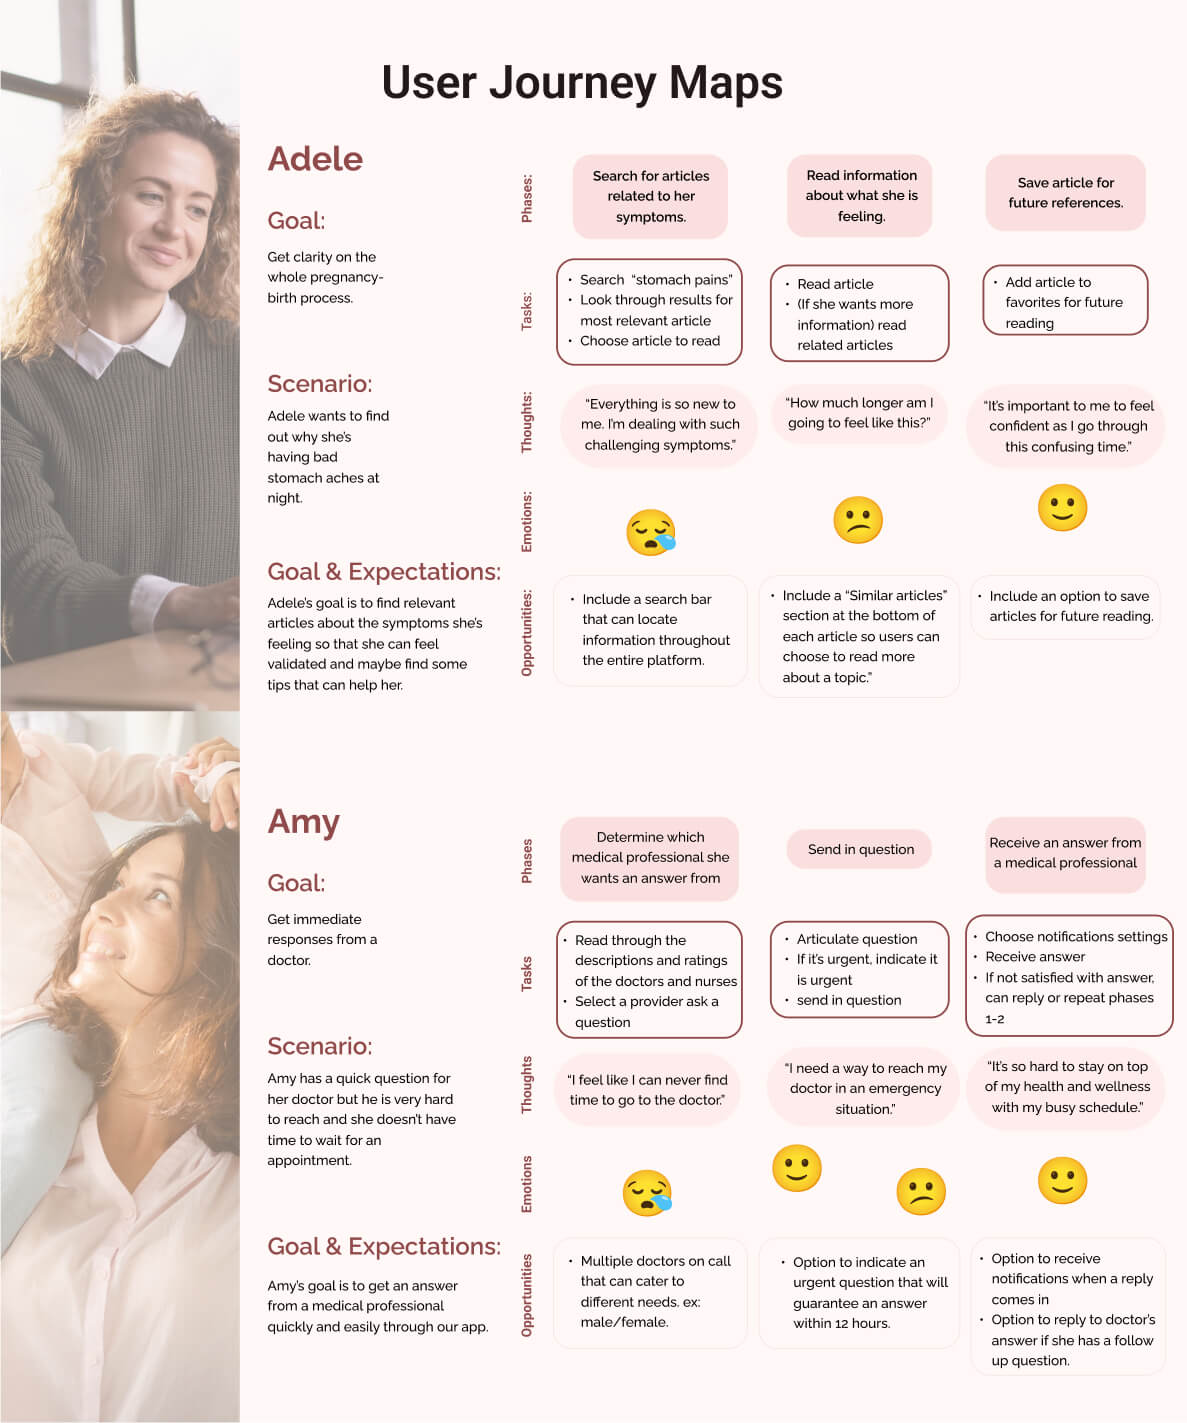 User Journey Maps
Adele
Goal:
Get clarity on the
whole pregnancy-
birth process.
Scenario:
Adele wants to find
out why she's
having bad
stomach aches at
night.
Goal & Expectations:
Adele's goal is to find relevant
articles about the symptoms she's
feeling so that she can feel
validated and maybe find some
tips that can help her.
Phases:
Search for articles
related to her
symptoms.
Read information
about what she is
feeling.
Save article for
future references.
Tasks:
• Search “stomach pains”
• Look through results for
most relevant article
• Choose article to read
• Read article
• (If she wants more
information) read
related articles
• Add article to
favorites for future
reading
Thoughts:
“Everything is so new to
me. I’m dealing with such
challenging symptoms.”
“How much longer am I
going to feel like this?”
“It’s important to me to feel
confident as I go through
this confusing time.”
Emotions:
Opportunities:
• Include a search bar
that can locate
information throughout
the entire platform.
• Include a “Similar articles”
section at the bottom of
each article so users can
choose to read more
about a topic.”
• Include an option to save
articles for future reading.
Amy
Goal:
Get immediate
responses from a
doctor.
Scenario:
Amy has a quick question for
her doctor but he is very hard
to reach and she doesn’t have
time to wait for an
appointment.
Goal & Expectations:
Amy’s goal is to get an answer
from a medical professional
quickly and easily through our app.
Phases
Determine which
medical professional she
wants an answer from
Send in question
Receive an answer from
a medical professional
Tasks
• Read through the
descriptions and ratings
of the doctors and nurses
• Select a provider ask a
question
• Articulate question
• If it’s urgent, indicate it
is urgent
• send in question
• Choose notifications settings
• Receive answer
• If not satisfied with answer,
can reply or repeat phases
1-2
Thoughts
“I feel like I can never find
time to go to the doctor.”
“I need a way to reach my
doctor in an emergency
situation.”
“It’s so hard to stay on top
of my health and wellness
with my busy schedule.”
Emotions
Opportunities
• Multiple doctors on call
that can cater to
different needs. ex:
male/female.
• Option to indicate an
urgent question that will
guarantee an answer
within 12 hours.
• Option to receive
notifications when a reply
comes in
• Option to reply to doctor’s
answer if she has a follow
up question.